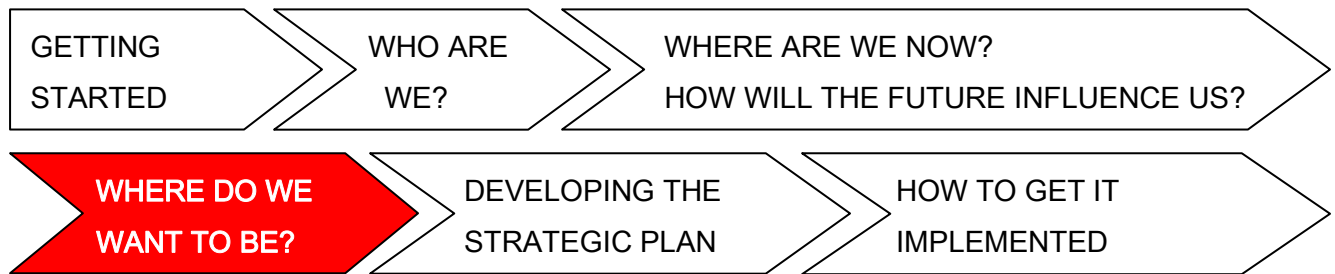 GETTING
STARTED
WHO ARE
WE?
WHERE ARE WE NOW?
HOW WILL THE FUTURE INFLUENCE US?
WHERE DO WE
WANT TO BE?
DEVELOPING THE
STRATEGIC PLAN
HOW TO GET IT
IMPLEMENTED